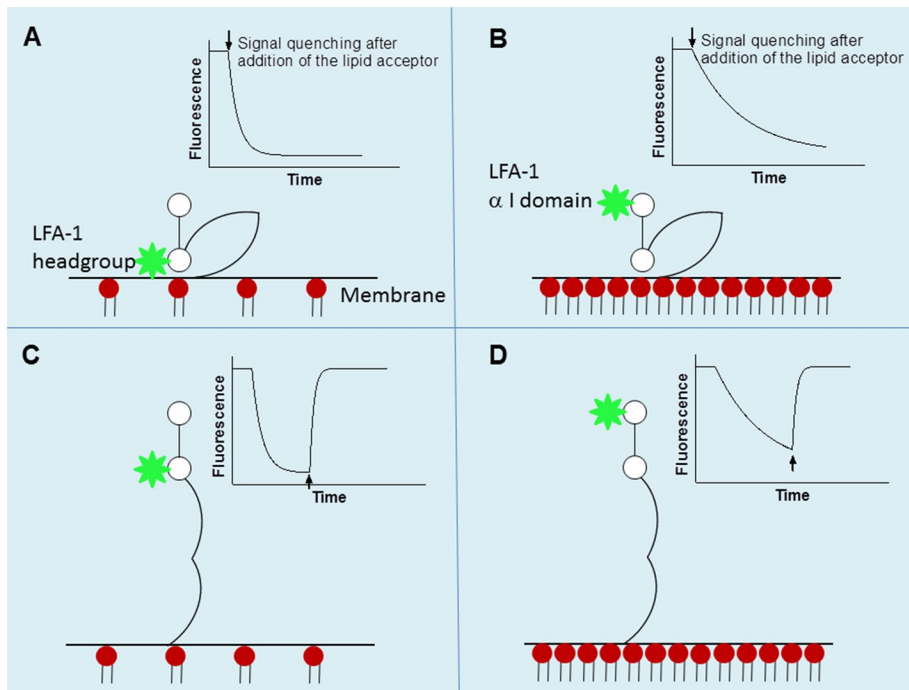 A
Signal quenching after
addition of the lipid acceptor
Fluorescence
Time
LFA-1
headgroup
Membrane
B
Signal quenching after
addition of the lipid acceptor
Fluorescence
Time
LFA-1
α I domain
C
Fluorescence
Time
D
Fluorescence
Time